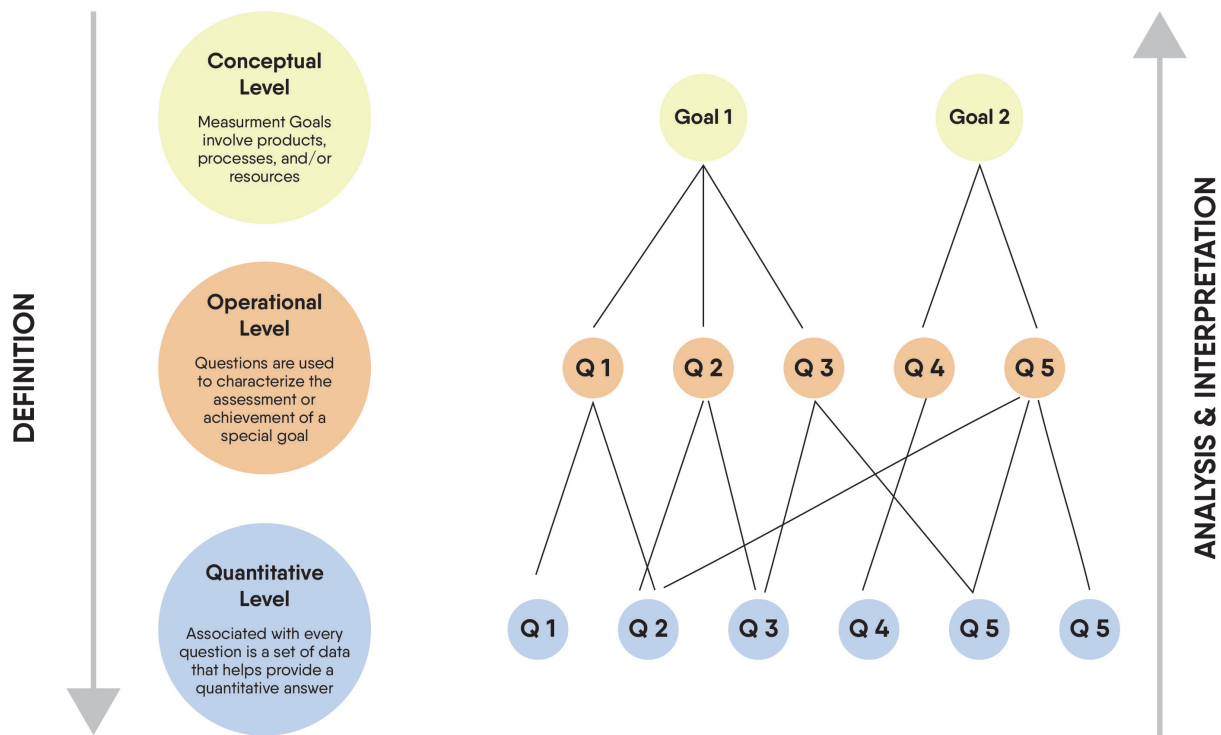 DEFINITION
Conceptual
Level
Measurment Goals
involve products,
processes, and/or
resources
Operational
Level
Questions are used
to characterize the
assessment or
achievement of a
special goal
Quantitative
Level
Associated with every
question is a set of data
that helps provide a
quantitative answer
Goal 1
Goal 2
Q 1
Q 2
Q 3
Q 4
Q 5
Q 1
Q 2
Q 3
Q 4
Q 5
Q 5
ANALYSIS & INTERPRETATION